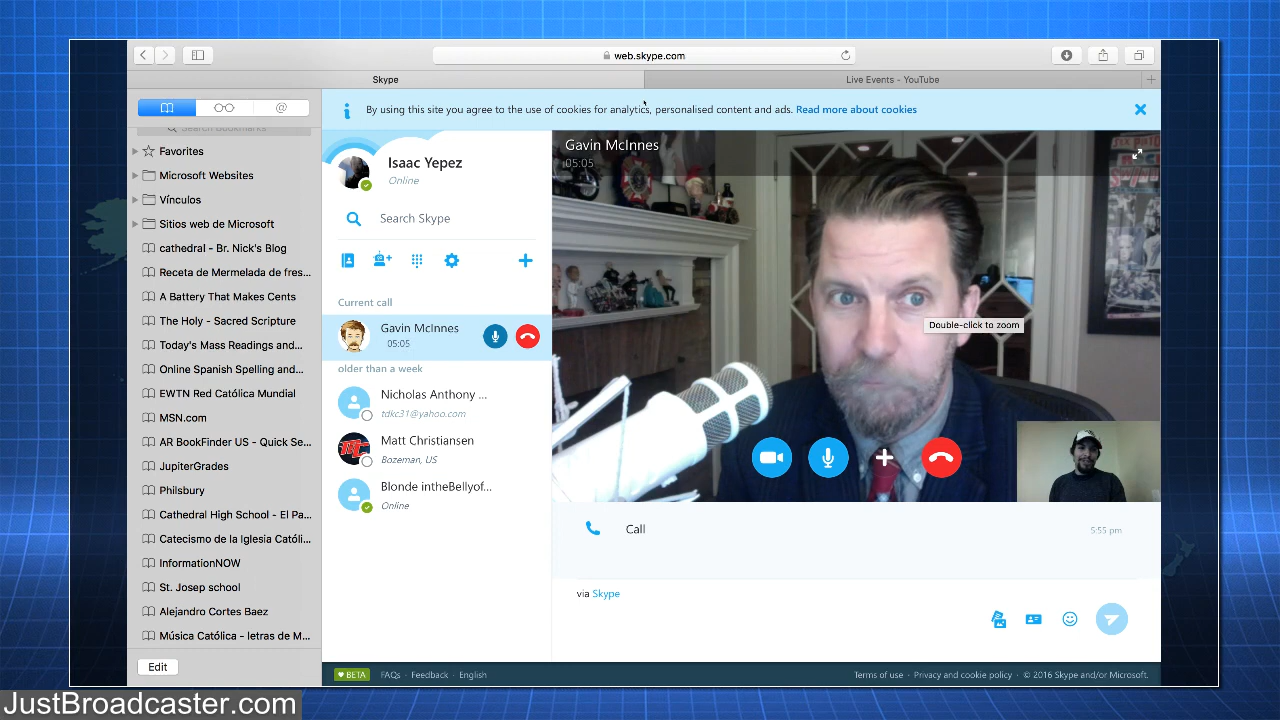 web.skype.com
Skype
Live Events - YouTube
By using this site you agree to the use of cookies for analytics, personalised content and ads. Read more about cookies
Search Bookmarks
Favorites
Microsoft Websites
Vínculos
Sitios web de Microsoft
cathedral - Br. Nick's Blog
Receta de Mermelada de fres...
A Battery That Makes Cents
The Holy - Sacred Scripture
Today's Mass Readings and...
Online Spanish Spelling and...
EWTN Red Católica Mundial
MSN.com
AR BookFinder US - Quick Se...
JupiterGrades
Philsbury
Cathedral High School - El Pa...
Catecismo de la Iglesia Católi...
InformationNOW
St. Josep school
Alejandro Cortes Baez
Música Católica - letras de M...
Edit
Isaac Yepez
Online
Search Skype
Current call
Gavin McInnes
05:05
older than a week
Nicholas Anthony ...
tdkc31@yahoo.com
Matt Christiansen
Bozeman, US
Blonde intheBellyof...
Online
Gavin McInnes
05:05
SEX PISTOLS
Double-click to zoom
Call
5:55 pm
via Skype
BETA
FAQs · Feedback · English
Terms of use · Privacy and cookie policy · © 2016 Skype and/or Microsoft.
JustBroadcaster.com